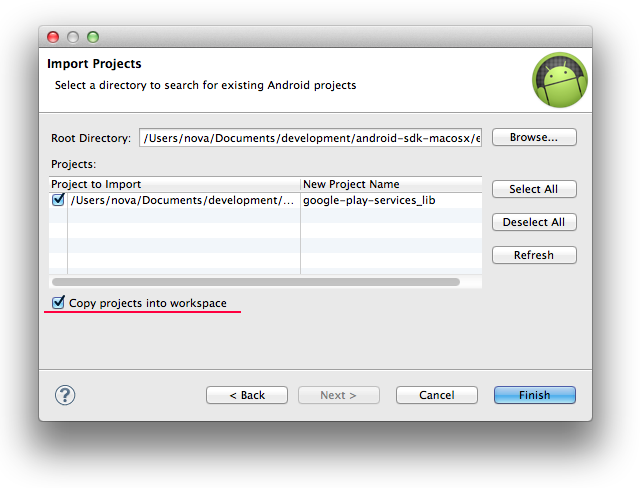 Import Projects
Select a directory to search for existing Android projects
Root Directory: /Users/nova/Documents/development/android-sdk-macosx/e Browse...
Projects:
Project to Import New Project Name
/Users/nova/Documents/development/... google-play-services_lib
Select All
Deselect All
Refresh
Copy projects into workspace
? < Back Next > Cancel Finish